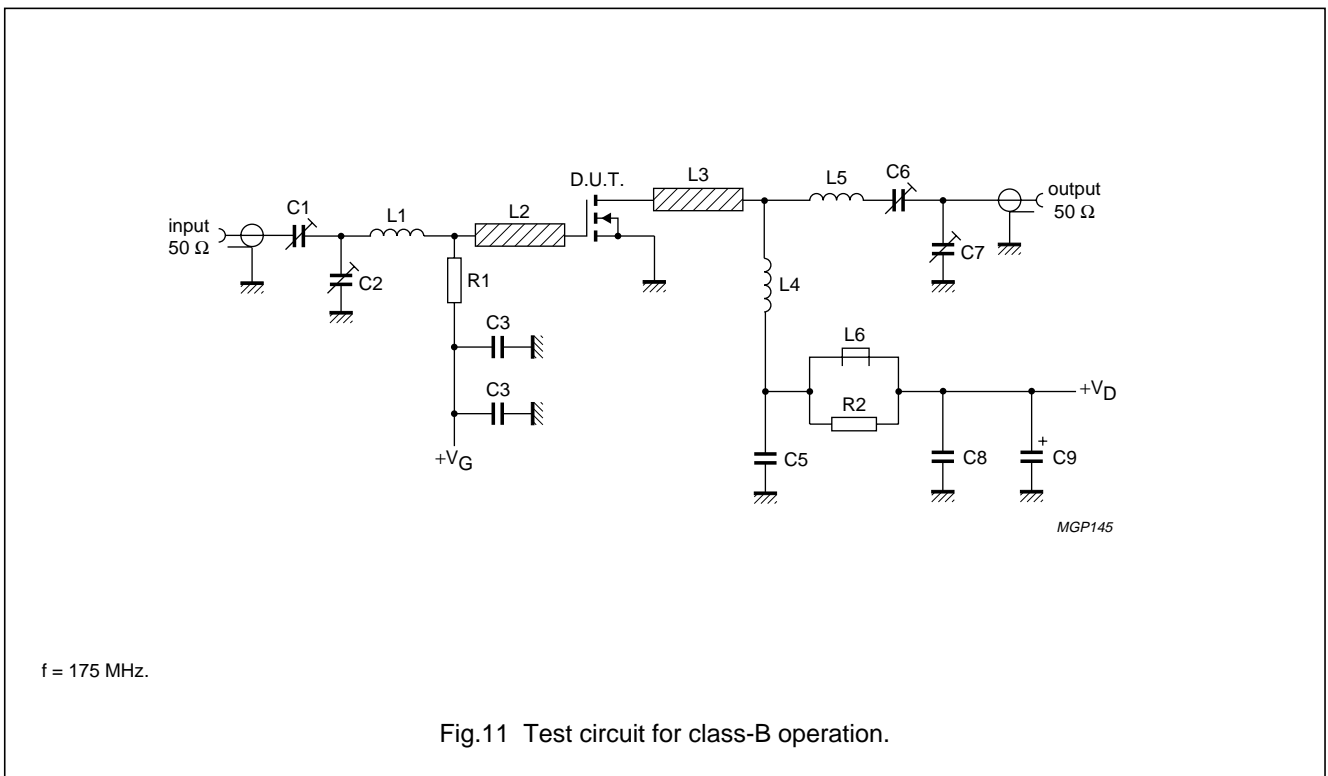 D.U.T.
L3
L5
C6
output
50 Ω
C1
L1
L2
input
50 Ω
C7
C2
R1
L4
C3
L6
+VD
R2
C3
+VG
C5
C8
+
C9
MGP145
f = 175 MHz.
Fig.11 Test circuit for class-B operation.